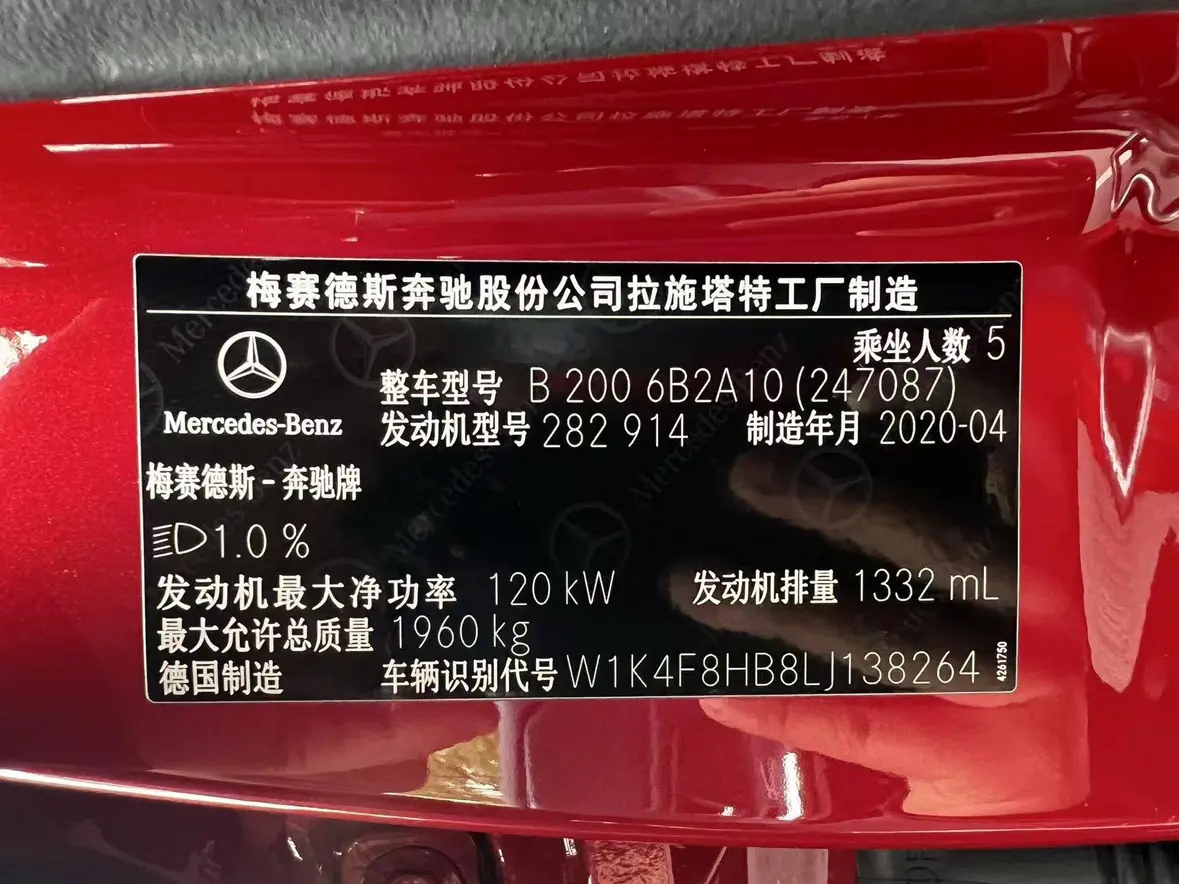 梅赛德斯奔驰股份公司拉施塔特工厂制造
乘坐人数 5
整车型号 B 200 6B2A10 (247087)
Mercedes-Benz
发动机型号 282 914 制造年月 2020-04
梅赛德斯-奔驰牌
1.0 %
发动机最大净功率 120 kW 发动机排量 1332 mL
最大允许总质量 1960 kg
德国制造 车辆识别代号 W1K4F8HB8LJ138264
4261750